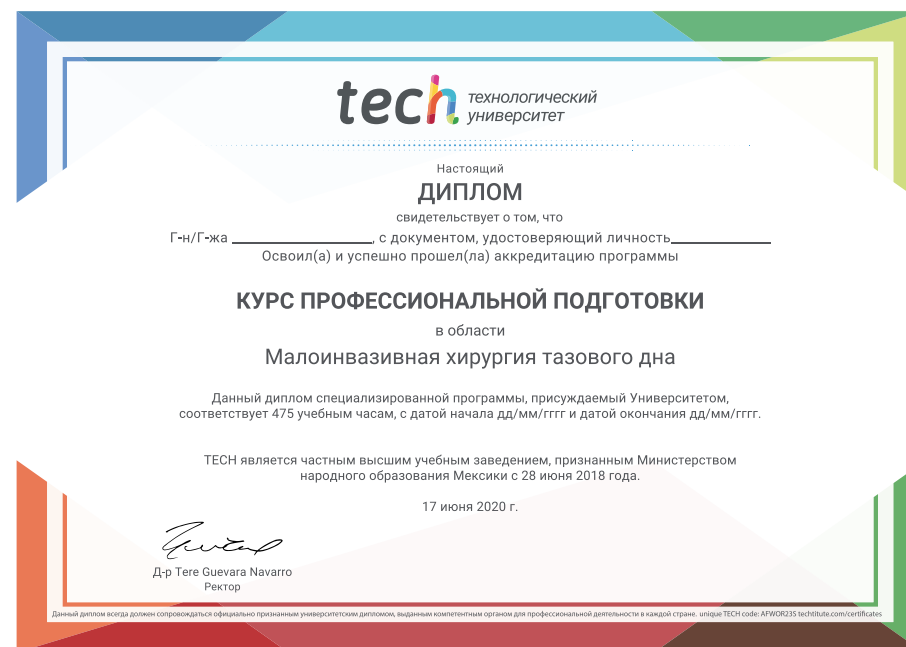 tech технологический
университет
Настоящий
ДИПЛОМ
свидетельствует о том, что
Г-н/Г-жа , с документом, удостоверяющий личность
Освоил(а) и успешно прошел(ла) аккредитацию программы
КУРС ПРОФЕССИОНАЛЬНОЙ ПОДГОТОВКИ
в области
Малоинвазивная хирургия тазового дна
Данный диплом специализированной программы, присуждаемый Университетом,
соответствует 475 учебным часам, с датой начала дд/мм/гггг и датой окончания дд/мм/гггг.
TECH является частным высшим учебным заведением, признанным Министерством
народного образования Мексики с 28 июня 2018 года.
17 июня 2020 г.
Д-р Tere Guevara Navarro
Ректор
Данный диплом всегда должен сопровождаться официально признанным университетским дипломом, выданным компетентным органом для профессиональной деятельности в каждой стране. unique TECH code: AFWOR23S techtitute.com/certificates